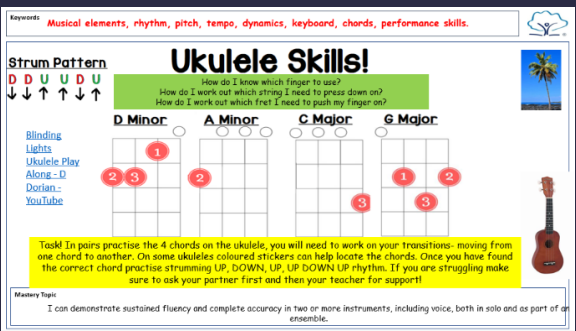 Keywords
Musical elements, rhythm, pitch, tempo, dynamics, keyboard, chords, performance skills.
Ukulele Skills!
Strum Pattern
D D U U D U
How do I know which finger to use?
How do I work out which string I need to press down on?
How do I work out which fret I need to push my finger on?
D Minor A Minor C Major G Major
1
2 3
2
3
1 2
3
Blinding
Lights
Ukulele Play
Along - D
Dorian -
YouTube
Task! In pairs practise the 4 chords on the ukulele, you will need to work on your transitions- moving from
one chord to another. On some ukuleles coloured stickers can help locate the chords. Once you have found
the correct chord practise strumming UP, DOWN, UP, UP DOWN UP rhythm. If you are struggling make
sure to ask your partner first and then your teacher for support!
Mastery Topic
I can demonstrate sustained fluency and complete accuracy in two or more instruments, including voice, both in solo and as part of an
ensemble.